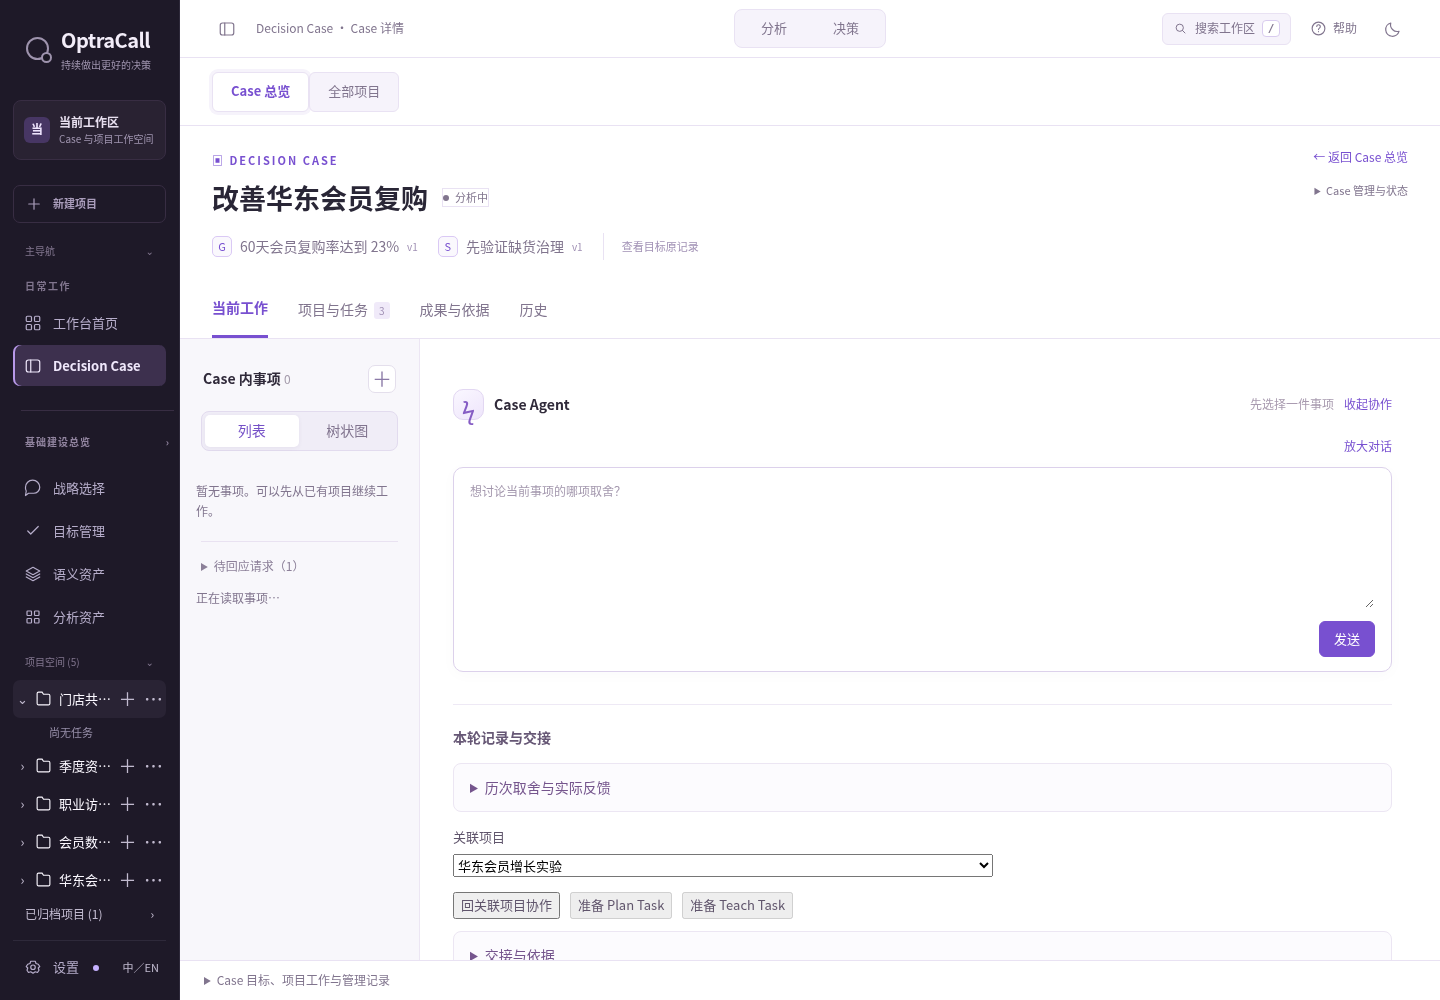 OptraCall
持续做出更好的决策
当
当前工作区
Case 与项目工作空间
新建项目
主导航
日常工作
工作台首页
Decision Case
基础建设总览
战略选择
目标管理
语义资产
分析资产
项目空间 (5)
门店共…
尚无任务
季度资…
职业访…
会员数…
华东会…
已归档项目 (1)
设置
中／EN
Decision Case · Case 详情
分析
决策
搜索工作区
/
帮助
Case 总览
全部项目
DECISION CASE
← 返回 Case 总览
改善华东会员复购
分析中
Case 管理与状态
G 60天会员复购率达到 23% v1
S 先验证缺货治理 v1
查看目标原记录
当前工作
项目与任务 3
成果与依据
历史
Case 内事项 0
列表
树状图
暂无事项。可以先从已有项目继续工
作。
待回应请求（1）
正在读取事项…
Case Agent
先选择一件事项
收起协作
放大对话
想讨论当前事项的哪项取舍？
发送
本轮记录与交接
历次取舍与实际反馈
关联项目
华东会员增长实验
回关联项目协作
准备 Plan Task
准备 Teach Task
交接与依据
Case 目标、项目工作与管理记录